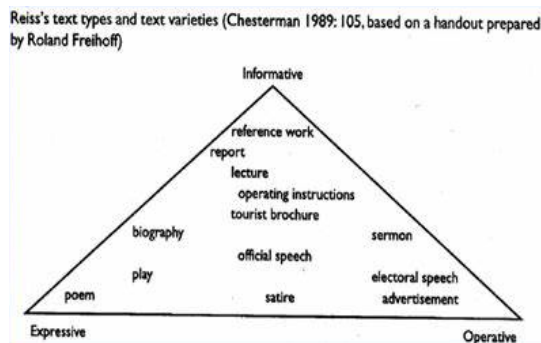 Reiss's text types and text varieties (Chesterman 1989: 105, based on a handout prepared
by Roland Freihoff)
Informative
reference work
report
lecture
operating instructions
tourist brochure
biography
sermon
official speech
play
electoral speech
poem
satire
advertisement
Expressive
Operative